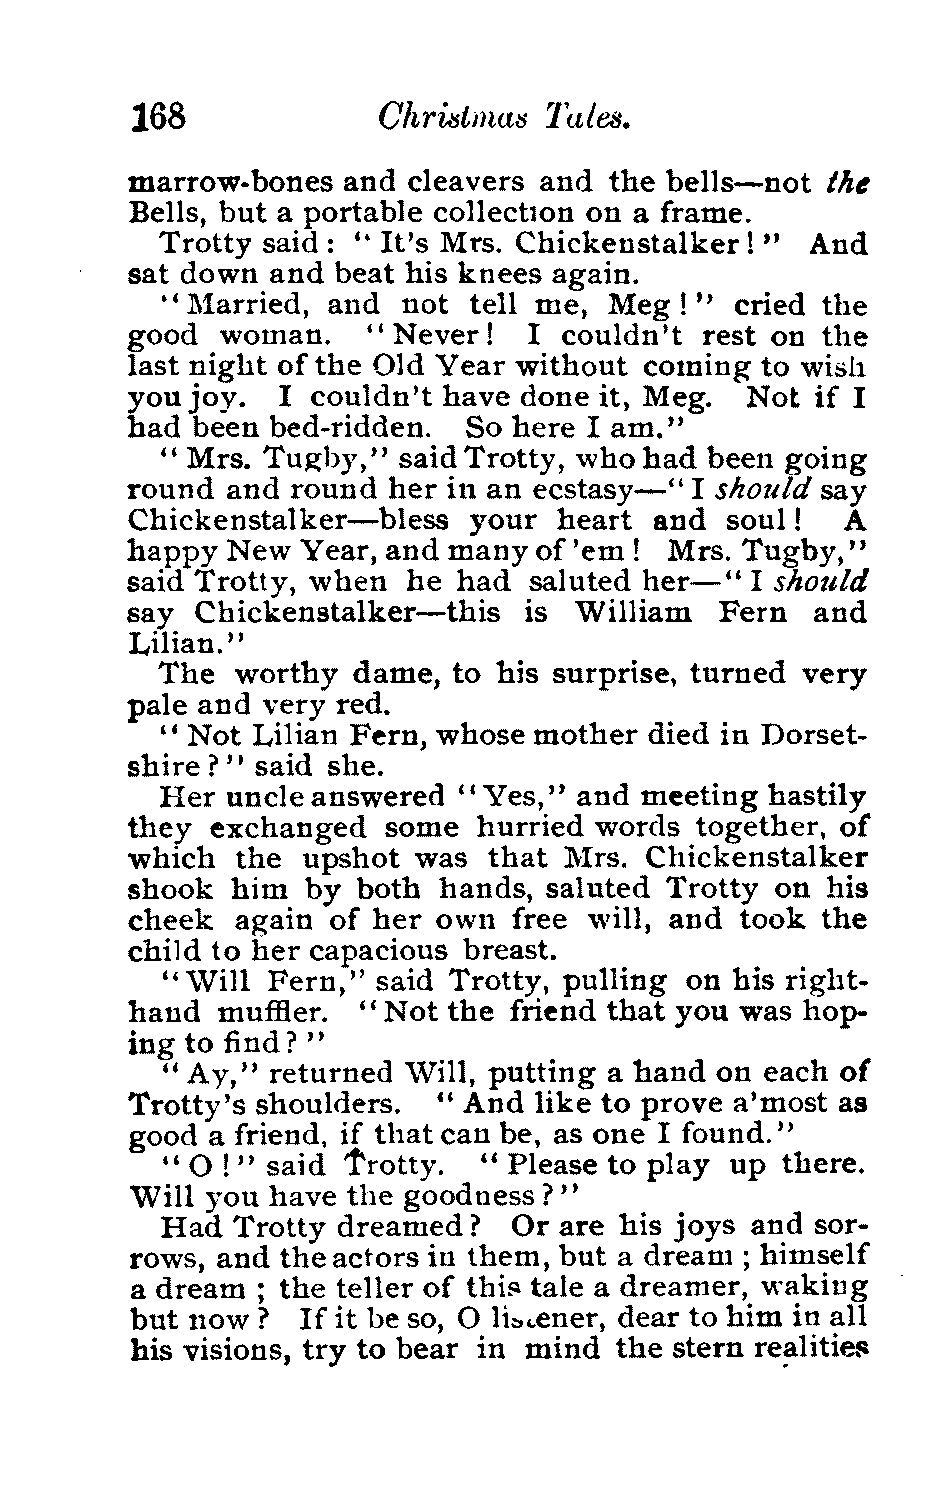 168 Christmas Tales.
marrow-bones and cleavers and the bells—not the
Bells, but a portable collection on a frame.
Trotty said: "It's Mrs. Chickenstalker!" And
sat down and beat his knees again.
"Married, and not tell me, Meg!" cried the
good woman. "Never! I couldn't rest on the
last night of the Old Year without coming to wish
you joy. I couldn't have done it, Meg. Not if I
had been bed-ridden. So here I am."
"Mrs. Tugby," said Trotty, who had been going
round and round her in an ecstasy—"I should say
Chickenstalker—bless your heart and soul! A
happy New Year, and many of 'em! Mrs. Tugby,"
said Trotty, when he had saluted her—"I should
say Chickenstalker—this is William Fern and
Lilian."
The worthy dame, to his surprise, turned very
pale and very red.
"Not Lilian Fern, whose mother died in Dorset-
shire?" said she.
Her uncle answered "Yes," and meeting hastily
they exchanged some hurried words together, of
which the upshot was that Mrs. Chickenstalker
shook him by both hands, saluted Trotty on his
cheek again of her own free will, and took the
child to her capacious breast.
"Will Fern," said Trotty, pulling on his right-
hand muffler. "Not the friend that you was hop-
ing to find?"
"Ay," returned Will, putting a hand on each of
Trotty's shoulders. "And like to prove a'most as
good a friend, if that can be, as one I found."
"O!" said Trotty. "Please to play up there.
Will you have the goodness?"
Had Trotty dreamed? Or are his joys and sor-
rows, and the actors in them, but a dream; himself
a dream; the teller of this tale a dreamer, waking
but now? If it be so, O listener, dear to him in all
his visions, try to bear in mind the stern realities